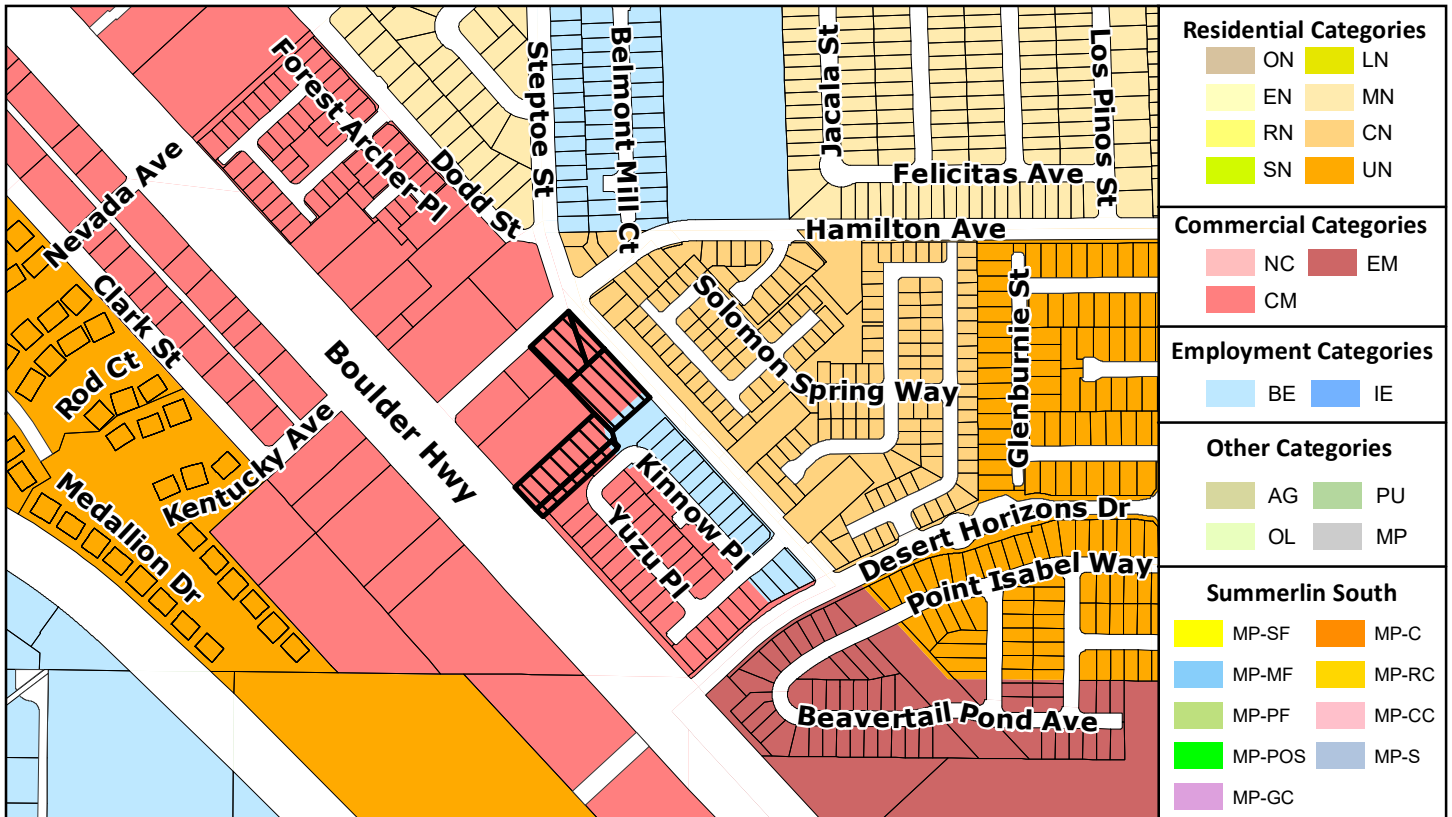 Forest Archer-Pl
Dodd St
Steptoe St
Belmont Mill Ct
Jacala St
Los Pinos St
Felicitas Ave
Hamilton Ave
Nevada Ave
Clark St
Rod Ct
Kentucky Ave
Medallion Dr
Boulder Hwy
Solomon Spring Way
Glenburnie St
Kinnow Pl
Yuzu Pl
Desert Horizons Dr
Point Isabel Way
Beavertail Pond Ave
Residential Categories
ON LN
EN MN
RN CN
SN UN
Commercial Categories
NC EM
CM
Employment Categories
BE IE
Other Categories
AG PU
OL MP
Summerlin South
MP-SF MP-C
MP-MF MP-RC
MP-PF MP-CC
MP-POS MP-S
MP-GC